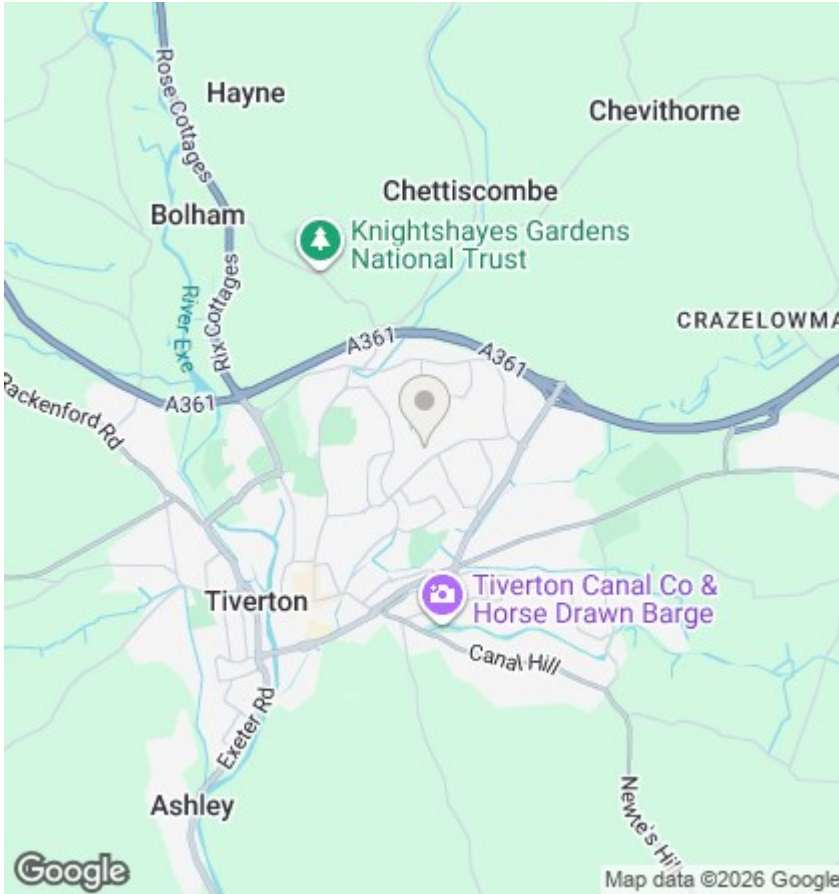 Hayne
Chevithorne
Rose Cottages
Chettiscombe
Bolham
Knightshayes Gardens
National Trust
River Exe
Rix Cottages
CRAZELOWMA
A361
A361
A361
Rackenford Rd
Tiverton
Tiverton Canal Co &
Horse Drawn Barge
Canal Hill
Exeter Rd
Ashley
Newte's Hill
Google
Map data ©2026 Google